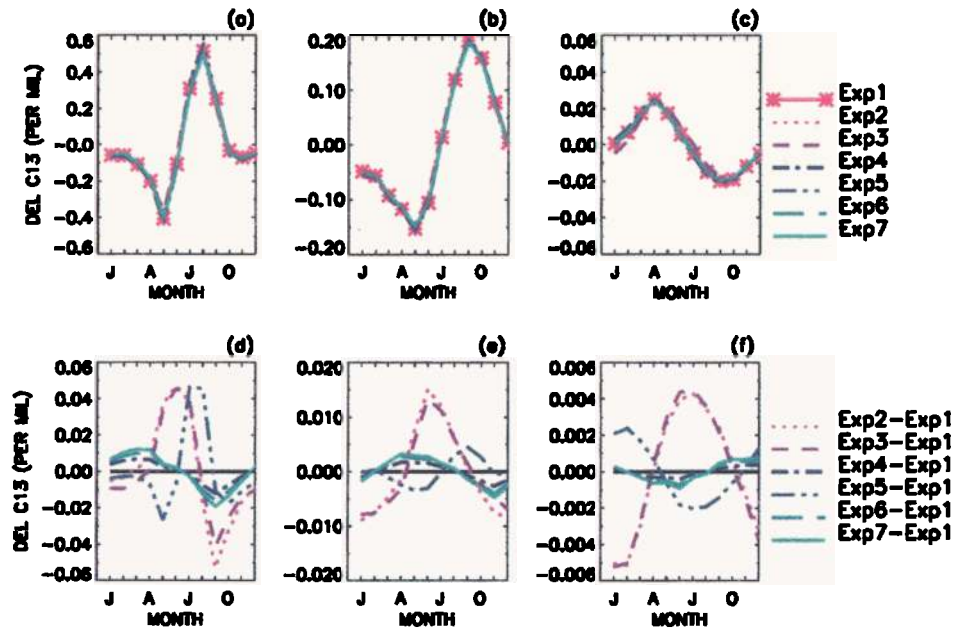 (a)
(b)
(c)
DEL C13 (PER MIL)
0.6
0.4
0.2
-0.0
-0.2
-0.4
-0.6
0.20
0.10
0.00
-0.10
-0.20
0.06
0.04
0.02
0.00
-0.02
-0.04
-0.06
J A J O
MONTH
J A J O
MONTH
J A J O
MONTH
Exp1
Exp2
Exp3
Exp4
Exp5
Exp6
Exp7
(d)
(e)
(f)
DEL C13 (PER MIL)
0.06
0.04
0.02
0.00
-0.02
-0.04
-0.06
0.020
0.010
0.000
-0.010
-0.020
0.006
0.004
0.002
0.000
-0.002
-0.004
-0.006
J A J O
MONTH
J A J O
MONTH
J A J O
MONTH
Exp2-Exp1
Exp3-Exp1
Exp4-Exp1
Exp5-Exp1
Exp6-Exp1
Exp7-Exp1